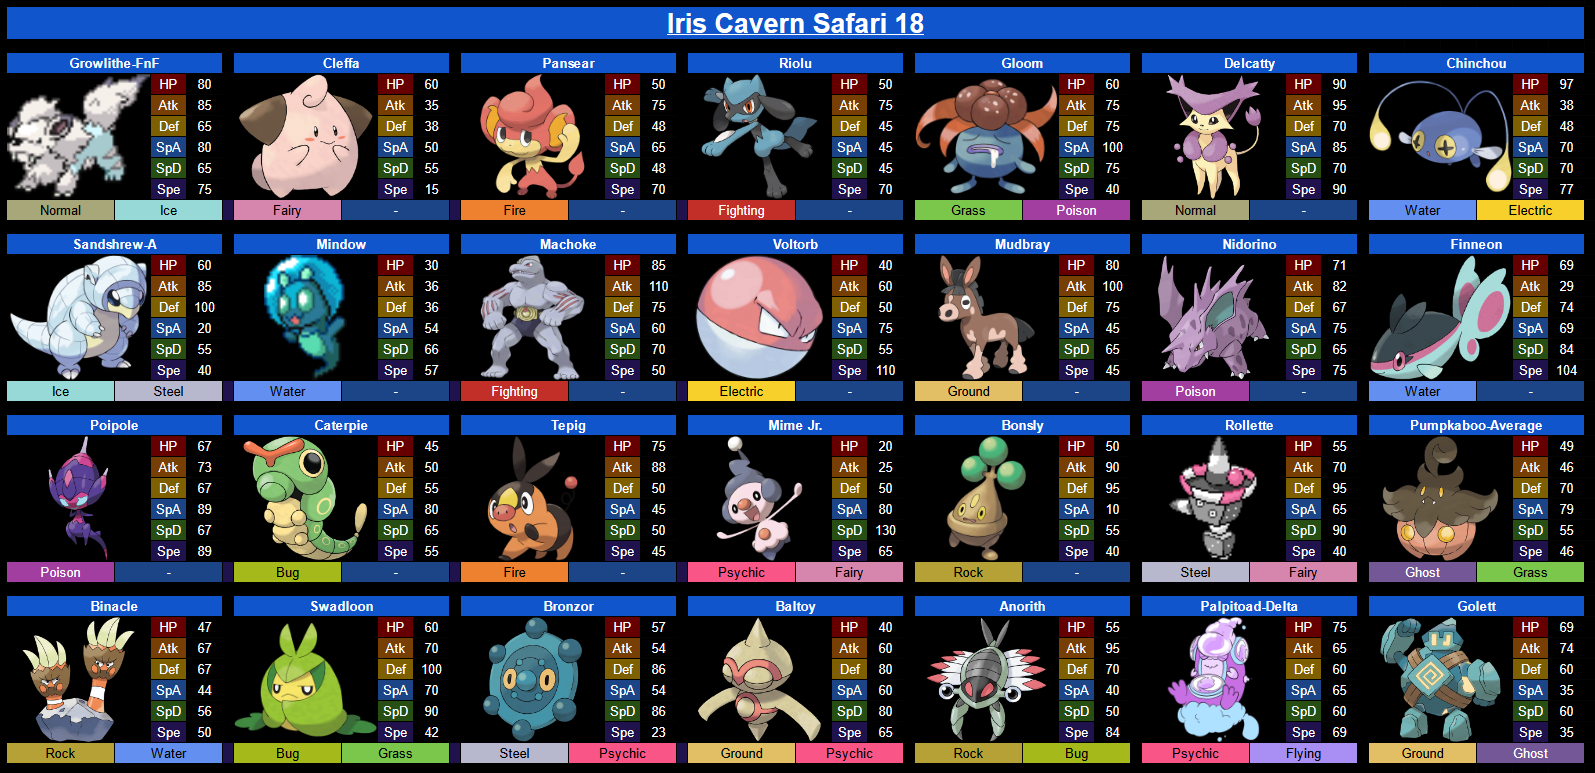 Iris Cavern Safari 18
Growlithe-FnF
HP 80
Atk 85
Def 65
SpA 80
SpD 65
Spe 75
Normal Ice
Cleffa
HP 60
Atk 35
Def 38
SpA 50
SpD 55
Spe 15
Fairy -
Pansear
HP 50
Atk 75
Def 48
SpA 65
SpD 48
Spe 70
Fire -
Riolu
HP 50
Atk 75
Def 45
SpA 45
SpD 45
Spe 70
Fighting -
Gloom
HP 60
Atk 75
Def 75
SpA 100
SpD 75
Spe 40
Grass Poison
Delcatty
HP 90
Atk 95
Def 70
SpA 85
SpD 70
Spe 90
Normal -
Chinchou
HP 97
Atk 38
Def 48
SpA 70
SpD 70
Spe 77
Water Electric
Sandshrew-A
HP 60
Atk 85
Def 100
SpA 20
SpD 55
Spe 40
Ice Steel
Mindow
HP 30
Atk 36
Def 36
SpA 54
SpD 66
Spe 57
Water -
Machoke
HP 85
Atk 110
Def 75
SpA 60
SpD 70
Spe 50
Fighting -
Voltorb
HP 40
Atk 60
Def 50
SpA 75
SpD 55
Spe 110
Electric -
Mudbray
HP 80
Atk 100
Def 75
SpA 45
SpD 65
Spe 45
Ground -
Nidorino
HP 71
Atk 82
Def 67
SpA 75
SpD 65
Spe 75
Poison -
Finneon
HP 69
Atk 29
Def 74
SpA 69
SpD 84
Spe 104
Water -
Poipole
HP 67
Atk 73
Def 67
SpA 89
SpD 67
Spe 89
Poison -
Caterpie
HP 45
Atk 50
Def 55
SpA 80
SpD 65
Spe 55
Bug -
Tepig
HP 75
Atk 88
Def 50
SpA 45
SpD 50
Spe 45
Fire -
Mime Jr.
HP 20
Atk 25
Def 50
SpA 80
SpD 130
Spe 65
Psychic Fairy
Bonsly
HP 50
Atk 90
Def 95
SpA 10
SpD 55
Spe 40
Rock -
Rollette
HP 55
Atk 70
Def 95
SpA 65
SpD 90
Spe 40
Steel Fairy
Pumpkaboo-Average
HP 49
Atk 46
Def 70
SpA 79
SpD 55
Spe 46
Ghost Grass
Binacle
HP 47
Atk 67
Def 67
SpA 44
SpD 56
Spe 50
Rock Water
Swadloon
HP 60
Atk 70
Def 100
SpA 70
SpD 90
Spe 42
Bug Grass
Bronzor
HP 57
Atk 54
Def 86
SpA 54
SpD 86
Spe 23
Steel Psychic
Baltoy
HP 40
Atk 60
Def 80
SpA 60
SpD 80
Spe 65
Ground Psychic
Anorith
HP 55
Atk 95
Def 70
SpA 40
SpD 50
Spe 84
Rock Bug
Palpitoad-Delta
HP 75
Atk 65
Def 60
SpA 65
SpD 60
Spe 69
Psychic Flying
Golett
HP 69
Atk 74
Def 60
SpA 35
SpD 60
Spe 35
Ground Ghost